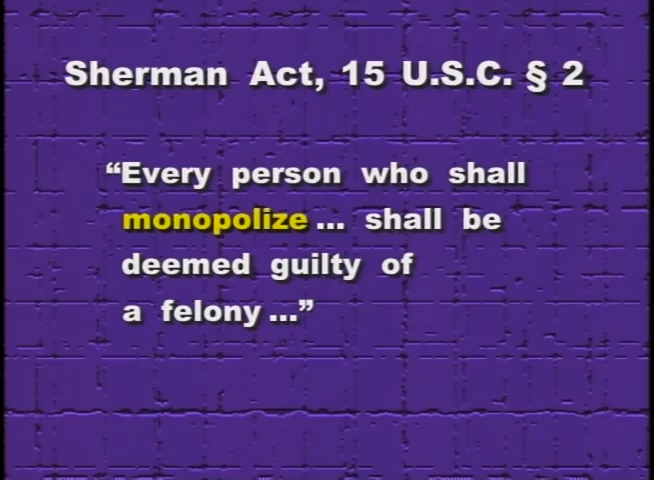 Sherman Act, 15 U.S.C. § 2
“Every person who shall
monopolize ... shall be
deemed guilty of
a felony ...”